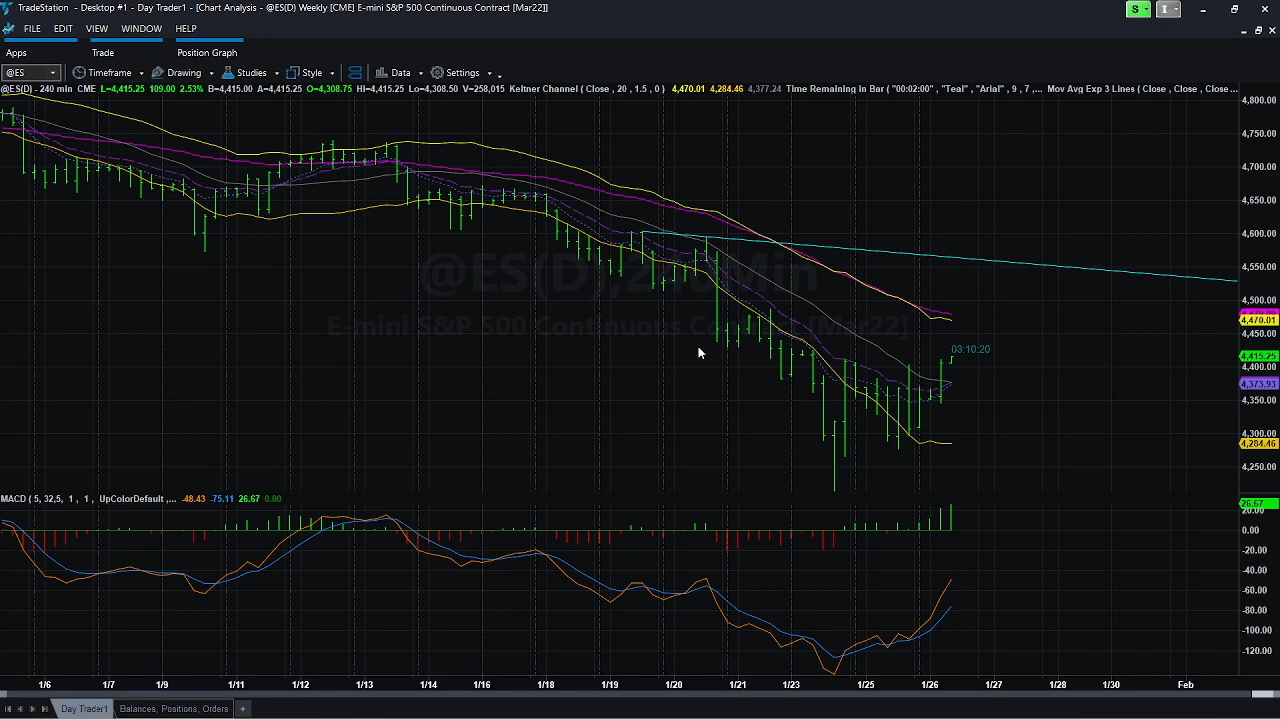 TradeStation - Desktop #1 - Day Trader1 - [Chart Analysis - @ES(D) Weekly [CME] E-mini S&P 500 Continuous Contract [Mar22]]
S I
FILE EDIT VIEW WINDOW HELP
Apps Trade Position Graph
@ES Timeframe Drawing Studies Style Data Settings
@ES(D) - 240 min CME L=4,415.25 109.00 2.53% B=4,415.00 A=4,415.25 O=4,308.75 Hi=4,415.25 Lo=4,308.50 V=258,015 Keltner Channel ( Close , 20 , 1.5 , 0 ) 4,470.01 4,284.46 4,377.24 Time Remaining in Bar ( "00:02:00" , "Teal" , "Arial" , 9 , 7 ,... Mov Avg Exp 3 Lines ( Close , Close , Close ...
4,800.00
4,750.00
4,700.00
4,650.00
4,600.00
4,550.00
@ES(D),240 Min
4,500.00
4,470.01
E-mini S&P 500 Continuous Contract [Mar22]
4,450.00
03:10:20
4,415.25
4,400.00
4,373.93
4,350.00
4,300.00
4,284.46
4,250.00
MACD ( 5, 32,5, 1 , 1 , UpColorDefault ,... -48.43 -75.11 26.67 0.00
26.67
20.00
0.00
-20.00
-40.00
-60.00
-80.00
-100.00
-120.00
1/6 1/7 1/9 1/11 1/12 1/13 1/14 1/16 1/18 1/19 1/20 1/21 1/23 1/25 1/26 1/27 1/28 1/30 Feb
Day Trader1 Balances, Positions, Orders +